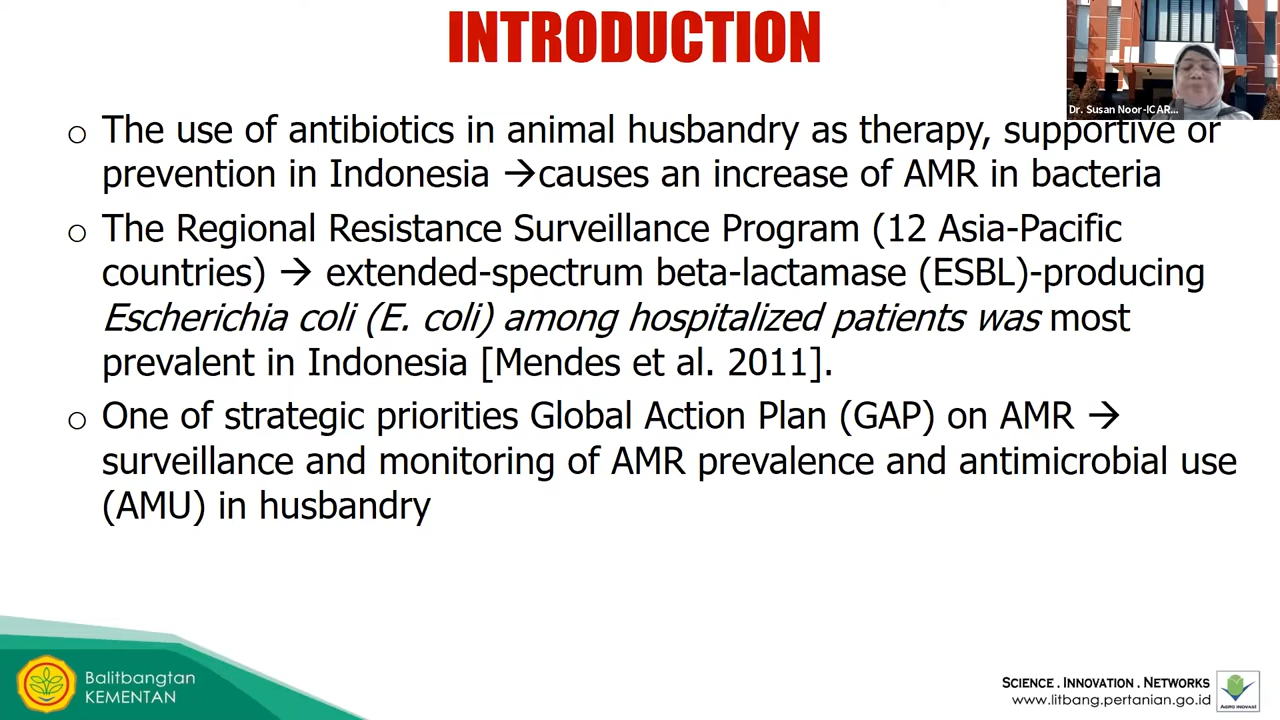 INTRODUCTION
Dr. Susan Noor-ICAR...
○ The use of antibiotics in animal husbandry as therapy, supportive or
prevention in Indonesia →causes an increase of AMR in bacteria
○ The Regional Resistance Surveillance Program (12 Asia-Pacific
countries) → extended-spectrum beta-lactamase (ESBL)-producing
Escherichia coli (E. coli) among hospitalized patients was most
prevalent in Indonesia [Mendes et al. 2011].
○ One of strategic priorities Global Action Plan (GAP) on AMR →
surveillance and monitoring of AMR prevalence and antimicrobial use
(AMU) in husbandry
Balitbangtan
KEMENTAN
SCIENCE . INNOVATION . NETWORKS
www.litbang.pertanian.go.id
AGRO INOVASI